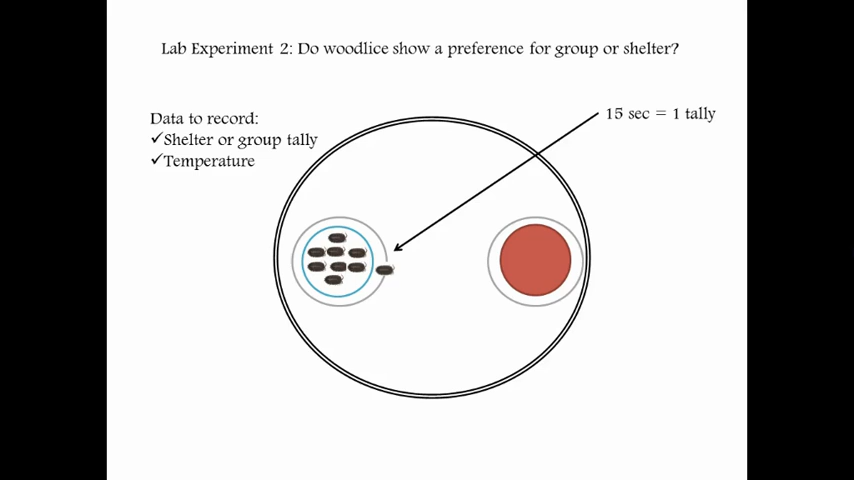 Lab Experiment 2: Do woodlice show a preference for group or shelter?
Data to record:
✓Shelter or group tally
✓Temperature
15 sec = 1 tally